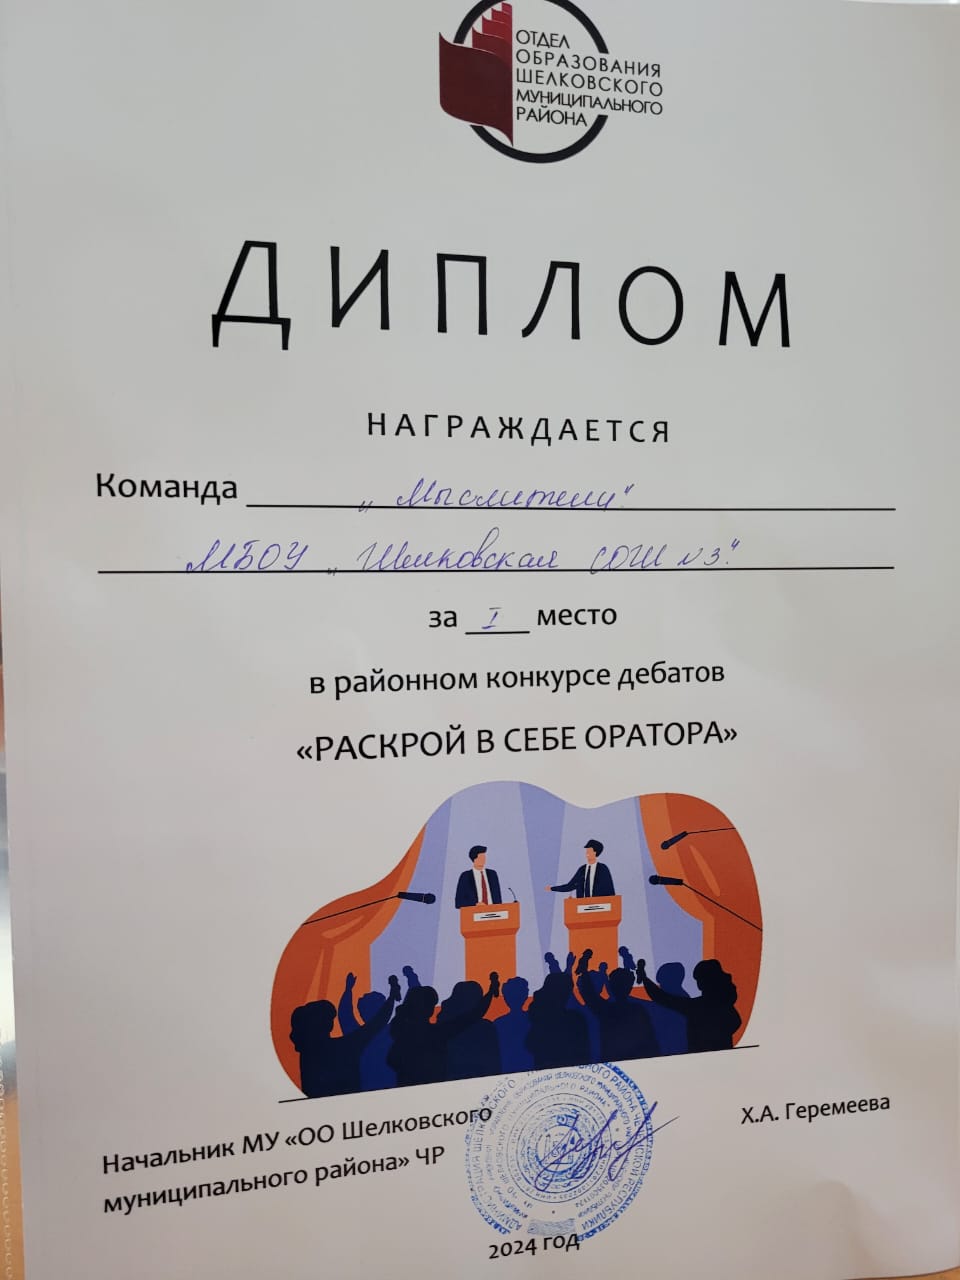 ОТДЕЛ
ОБРАЗОВАНИЯ
ШЕЛКОВСКОГО
МУНИЦИПАЛЬНОГО
РАЙОНА
ДИПЛОМ
НАГРАЖДАЕТСЯ
Команда „Мыслители“
МБОУ „Шелковская СОШ №3“
за I место
в районном конкурсе дебатов
«РАСКРОЙ В СЕБЕ ОРАТОРА»
Начальник МУ «ОО Шелковского
муниципального района» ЧР
Х.А. Геремеева
2024 год